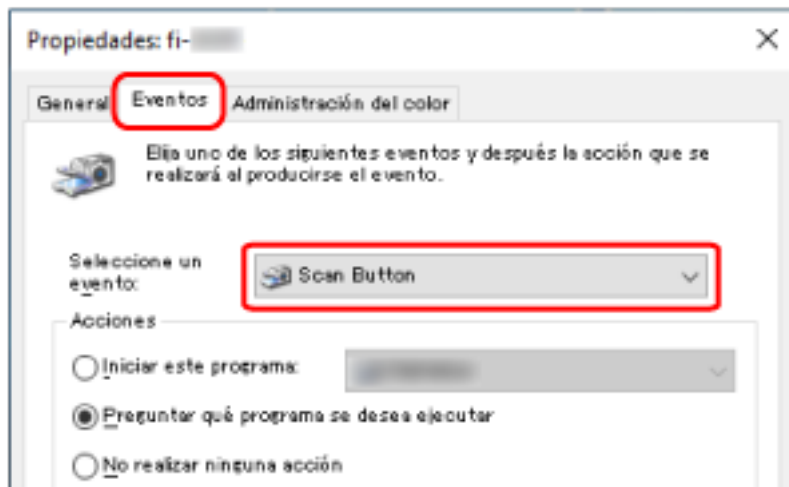 Propiedades: fi-
General Eventos Administración del color
Elija uno de los siguientes eventos y después la acción que se
realizará al producirse el evento.
Seleccione un
evento:
Scan Button
Acciones
Iniciar este programa:
Preguntar qué programa se desea ejecutar
No realizar ninguna acción